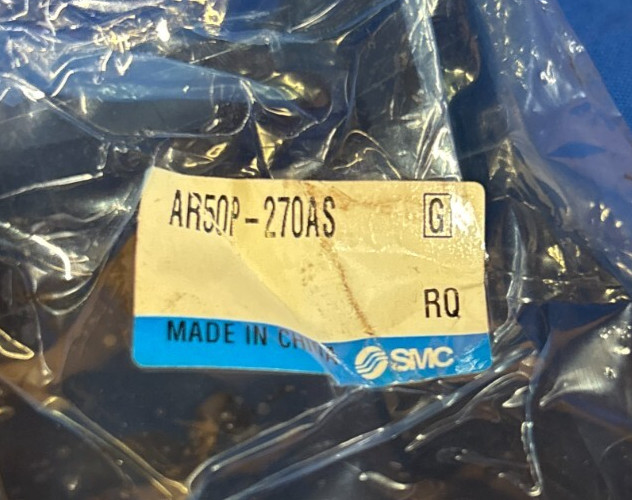 AR50P-270AS G
RQ
MADE IN CHINA
SMC